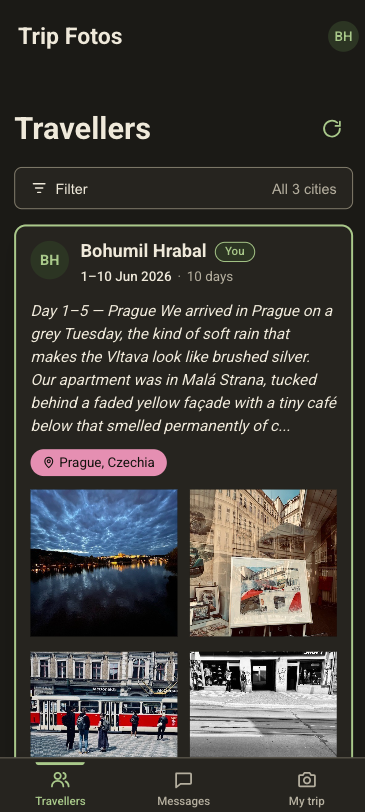 Trip Fotos
BH
Travellers
Filter
All 3 cities
BH
Bohumil Hrabal
You
1–10 Jun 2026 · 10 days
Day 1–5 — Prague We arrived in Prague on a
grey Tuesday, the kind of soft rain that
makes the Vltava look like brushed silver.
Our apartment was in Malá Strana, tucked
behind a faded yellow façade with a tiny café
below that smelled permanently of c...
Prague, Czechia
Travellers
Messages
My trip